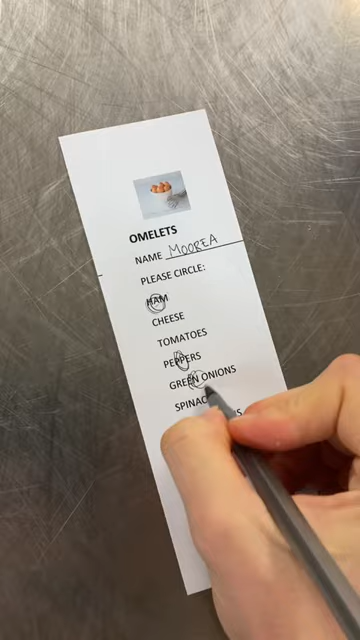 OMELETS
NAME MOOREA
PLEASE CIRCLE:
HAM
CHEESE
TOMATOES
PEPPERS
GREEN ONIONS